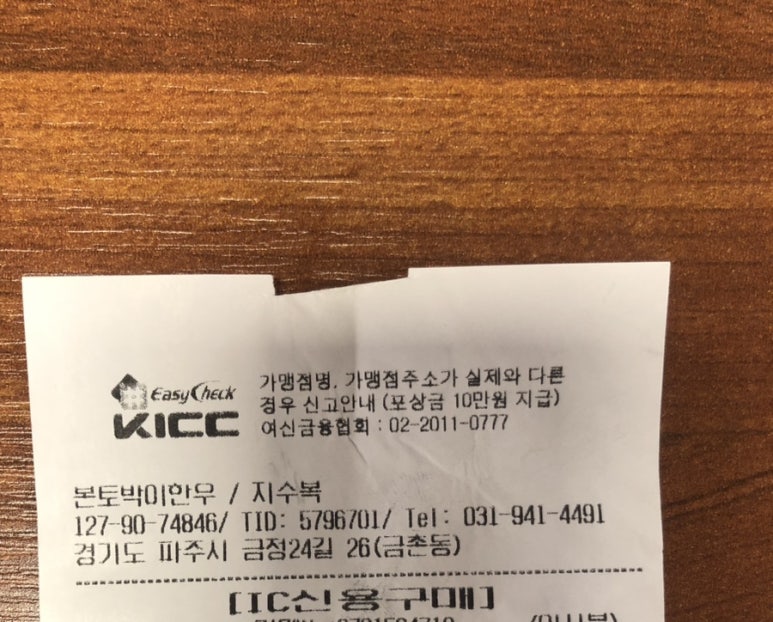 EasyCheck
KICC
가맹점명, 가맹점주소가 실제와 다른
경우 신고안내 (포상금 10만원 지급)
여신금융협회 : 02-2011-0777
본토박이한우 / 지수복
127-90-74846/ TID: 5796701/ Tel: 031-941-4491
경기도 파주시 금정24길 26(금촌동)
[IC신용구매]